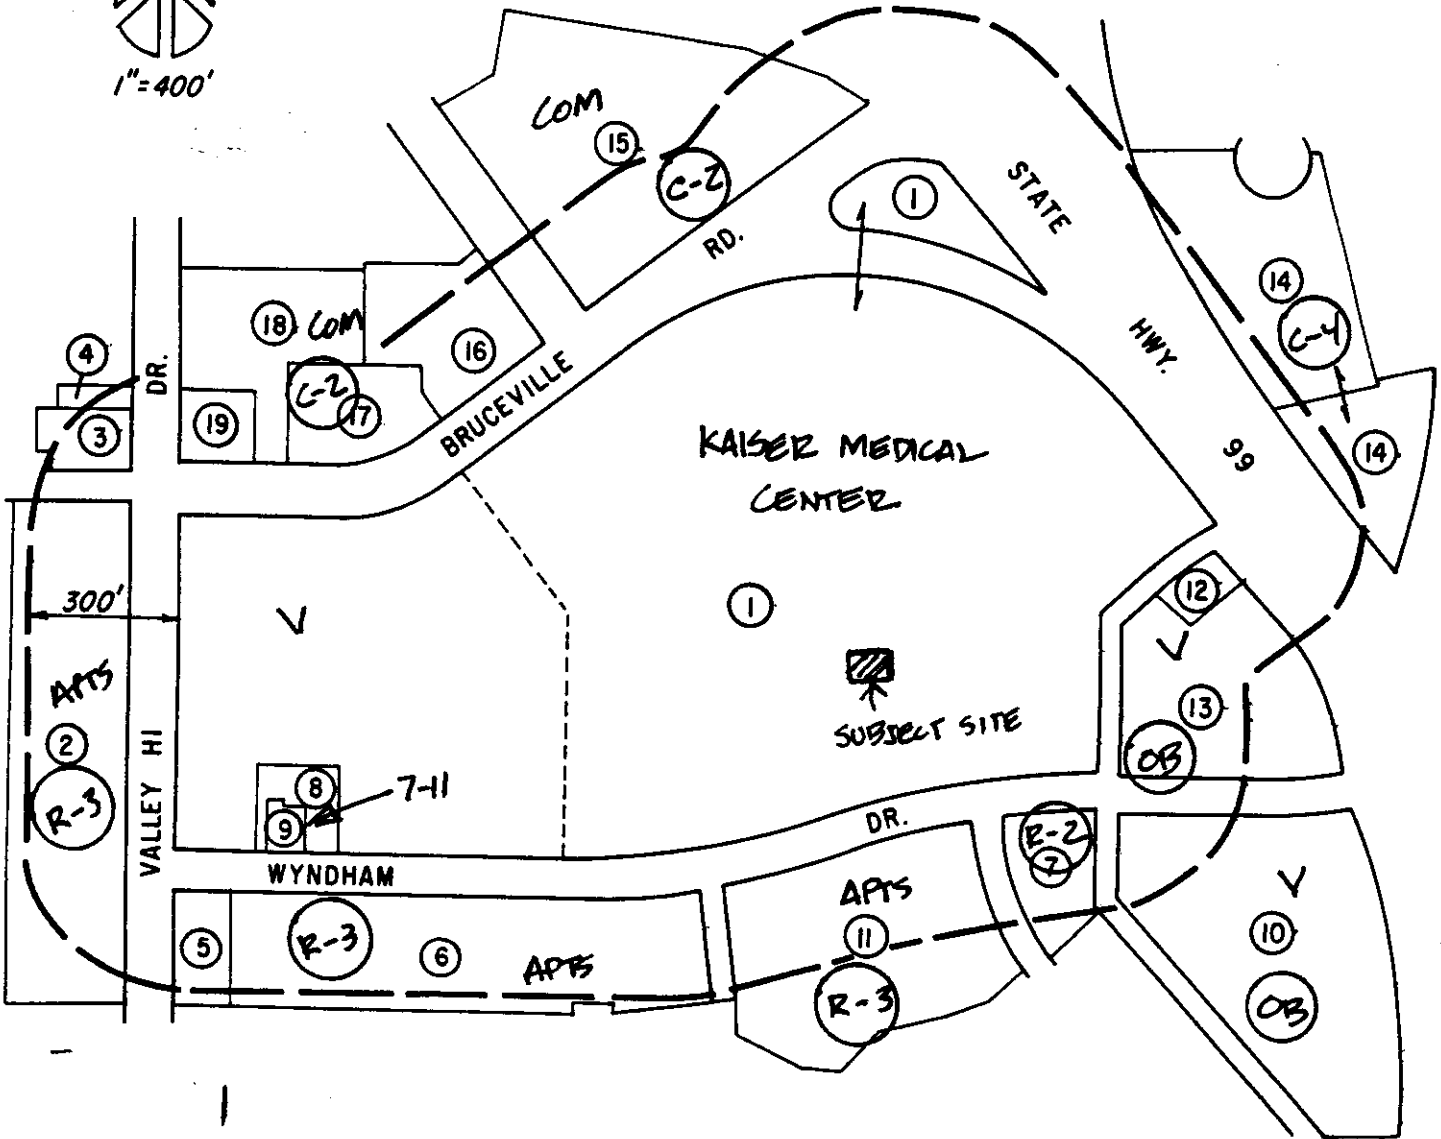 1"=400'
COM
15
C-2
RD.
1
STATE
HWY.
99
14
C-4
14
18
COM
16
4
DR.
3
19
C-2
17
BRUCEVILLE
KAISER MEDICAL
CENTER
300'
V
1
12
V
APTS
SUBJECT SITE
13
OB
2
R-3
VALLEY HI
8
7-11
9
DR.
R-2
7
WYNDHAM
APTS
V
5
R-3
6
APTS
11
R-3
10
OB